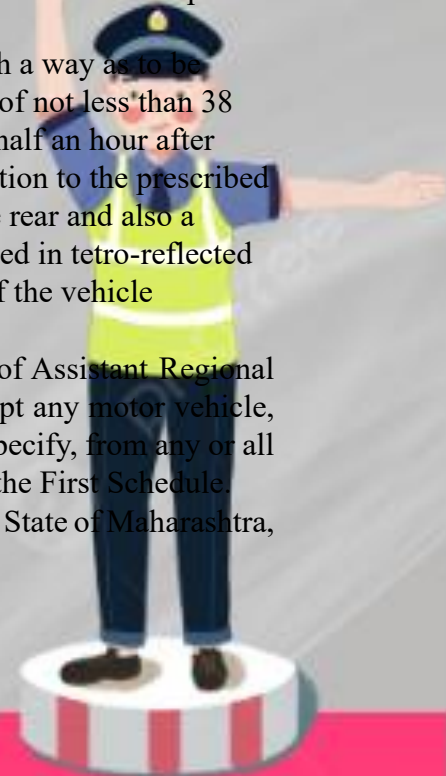 h a way as to be
of not less than 38
half an hour after
tion to the prescribed
rear and also a
ed in tetro-reflected
f the vehicle
of Assistant Regional
pt any motor vehicle,
pecify, from any or all
the First Schedule.
State of Maharashtra,